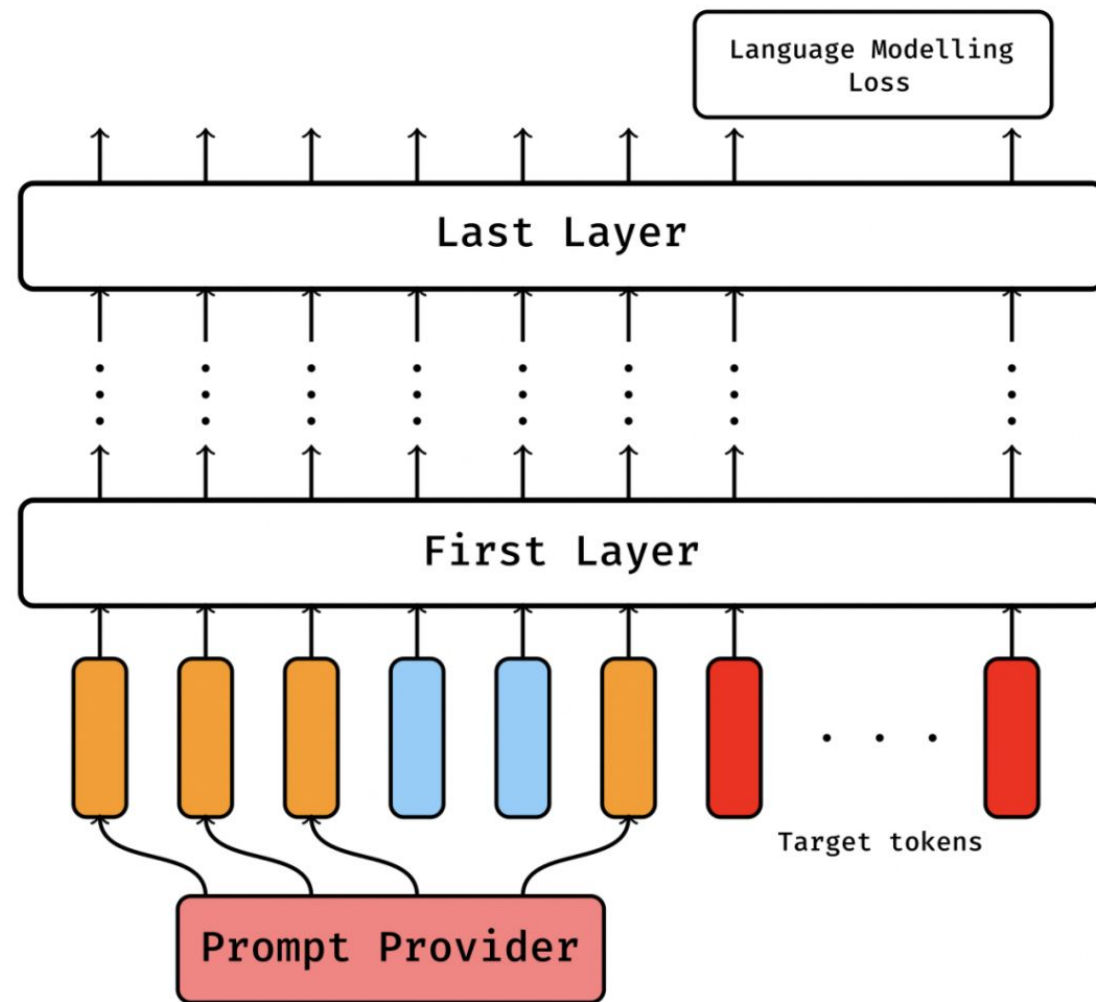 Language Modelling
Loss
Last Layer
First Layer
Target tokens
Prompt Provider